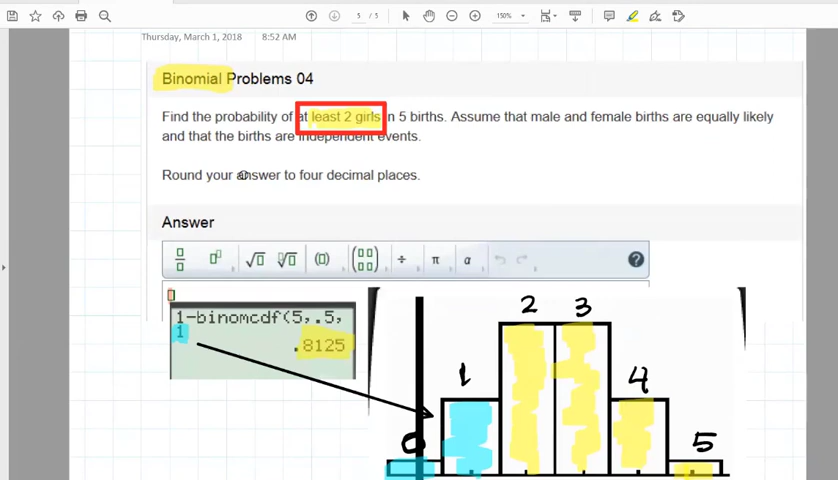 5 / 5
150%
Thursday, March 1, 2018 8:52 AM
Binomial Problems 04
Find the probability of at least 2 girls in 5 births. Assume that male and female births are equally likely
and that the births are independent events.
Round your answer to four decimal places.
Answer
÷ π α ?
1-binomcdf(5,.5,
1
.8125
2 3
1 4
0 5